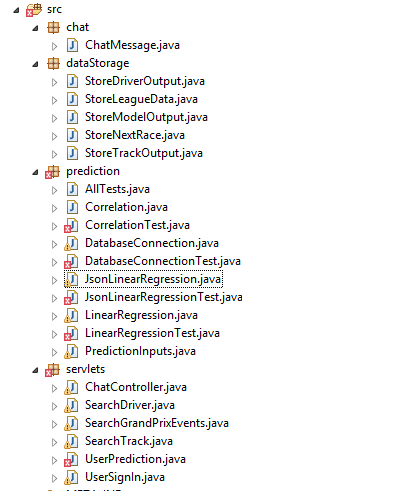 src
chat
ChatMessage.java
dataStorage
StoreDriverOutput.java
StoreLeagueData.java
StoreModelOutput.java
StoreNextRace.java
StoreTrackOutput.java
prediction
AllTests.java
Correlation.java
CorrelationTest.java
DatabaseConnection.java
DatabaseConnectionTest.java
JsonLinearRegression.java
JsonLinearRegressionTest.java
LinearRegression.java
LinearRegressionTest.java
PredictionInputs.java
servlets
ChatController.java
SearchDriver.java
SearchGrandPrixEvents.java
SearchTrack.java
UserPrediction.java
UserSignIn.java